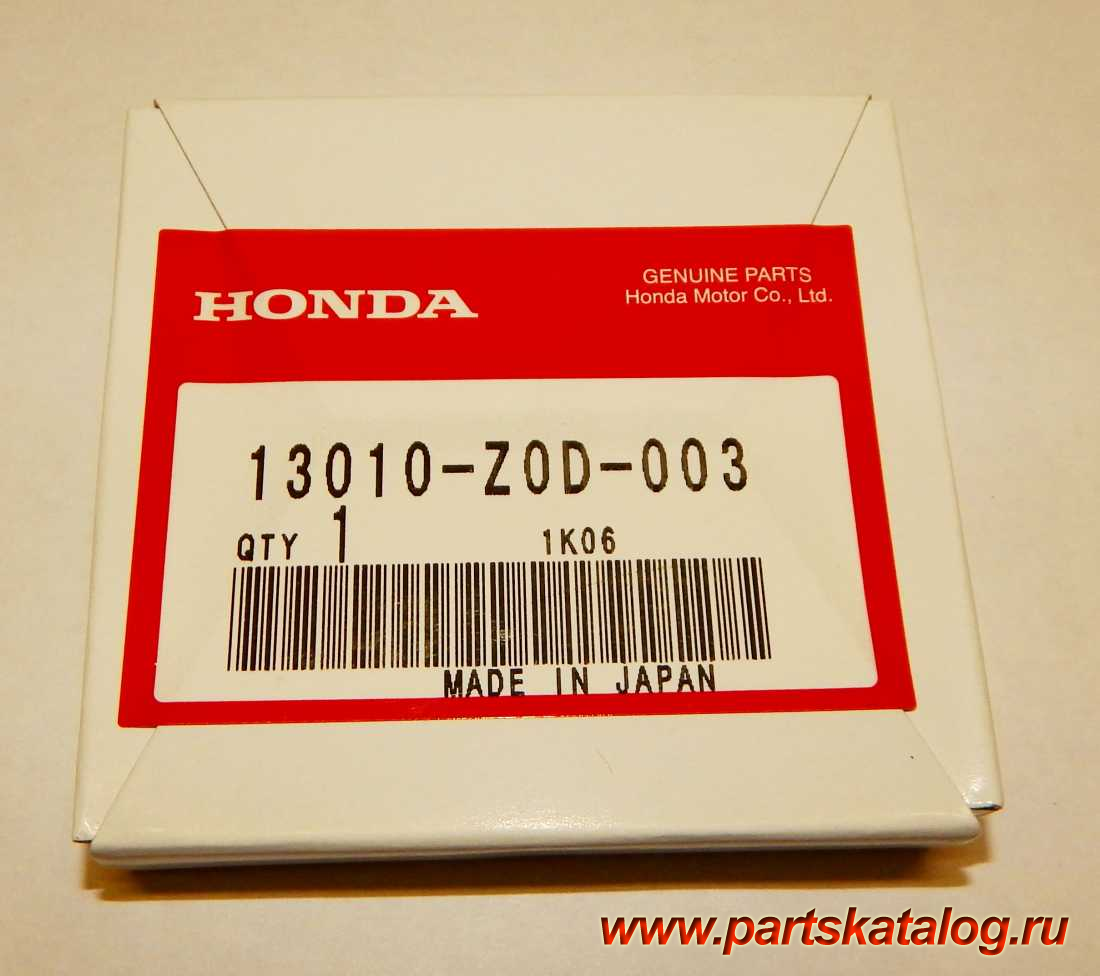 GENUINE PARTS
Honda Motor Co., Ltd.
HONDA
13010-Z0D-003
QTY 1 1K06
MADE IN JAPAN
www.partskatalog.ru